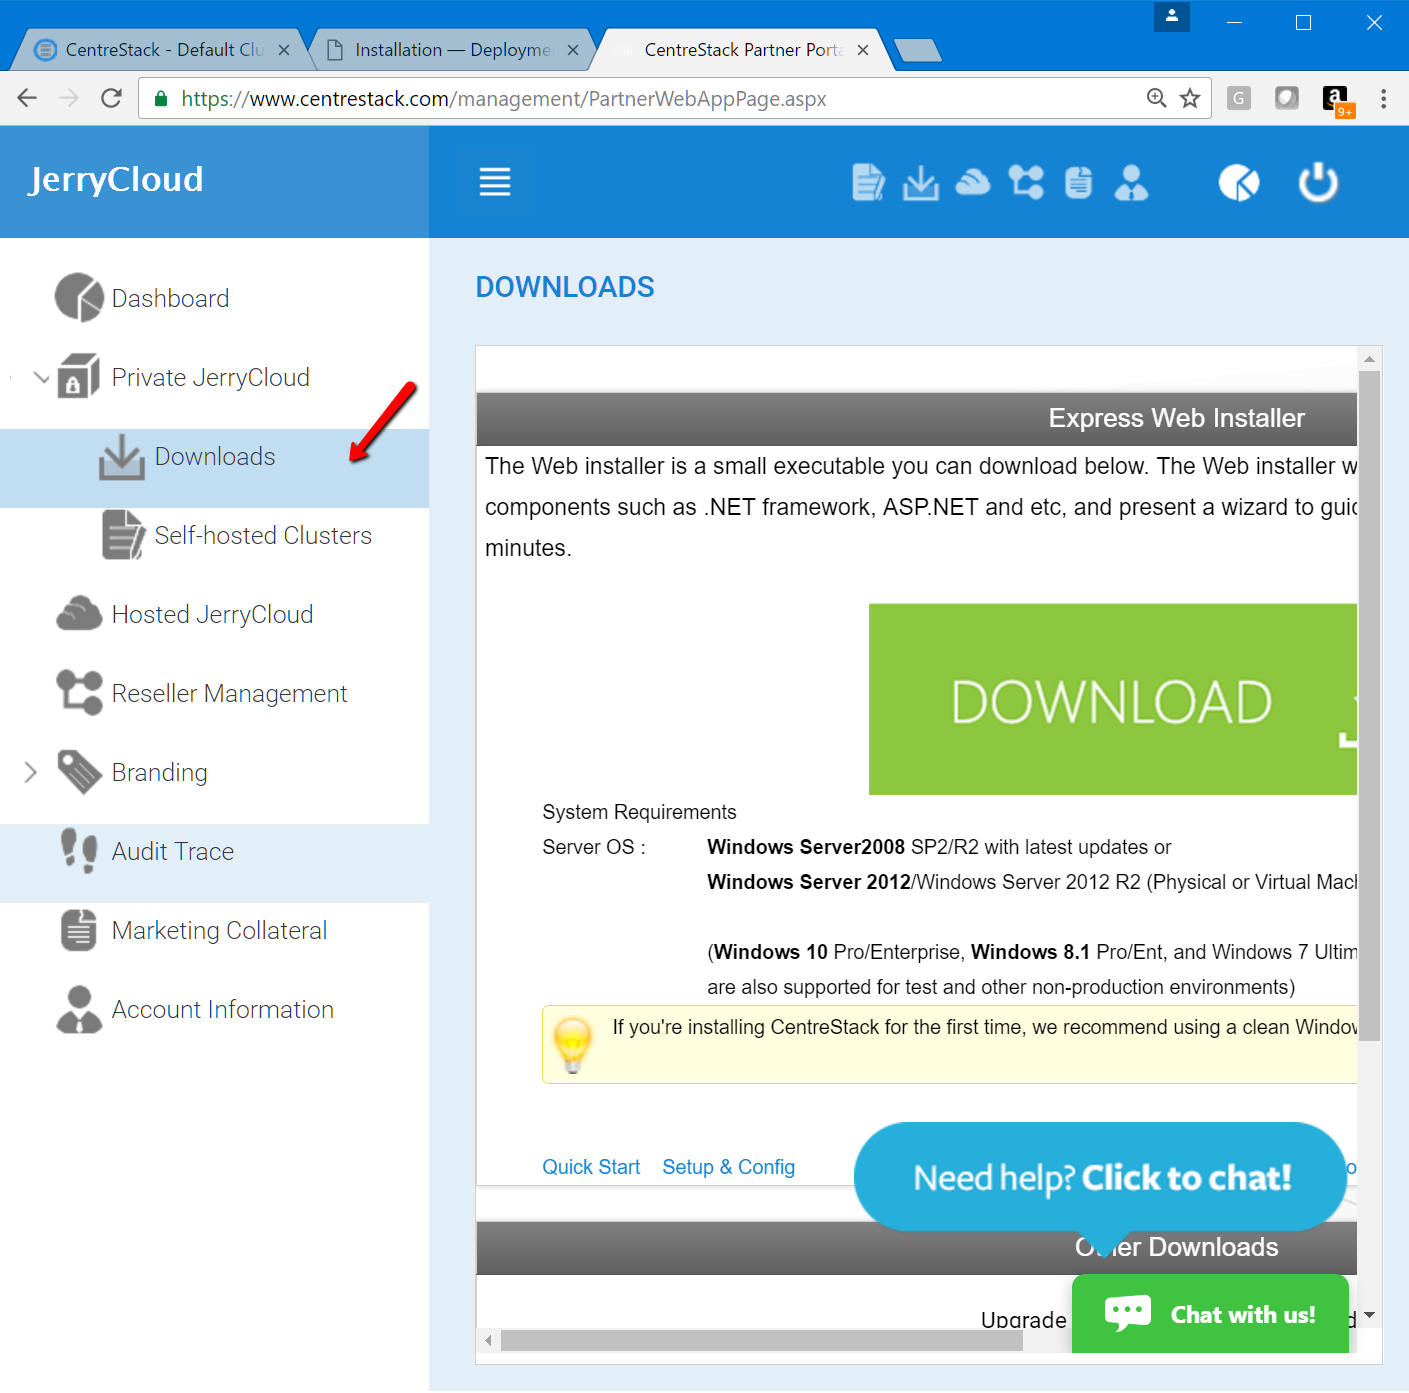 CentreStack - Default Clu
Installation — Deployme
CentreStack Partner Porta
https://www.centrestack.com/management/PartnerWebAppPage.aspx
G
a
9+
JerryCloud
Dashboard
Private JerryCloud
Downloads
Self-hosted Clusters
Hosted JerryCloud
Reseller Management
Branding
Audit Trace
Marketing Collateral
Account Information
DOWNLOADS
Express Web Installer
The Web installer is a small executable you can download below. The Web installer w
components such as .NET framework, ASP.NET and etc, and present a wizard to guid
minutes.
DOWNLOAD
System Requirements
Server OS : Windows Server2008 SP2/R2 with latest updates or
Windows Server 2012/Windows Server 2012 R2 (Physical or Virtual Mach
(Windows 10 Pro/Enterprise, Windows 8.1 Pro/Ent, and Windows 7 Ultim
are also supported for test and other non-production environments)
If you're installing CentreStack for the first time, we recommend using a clean Window
Quick Start Setup & Config
Need help? Click to chat!
Other Downloads
Upgrade
Chat with us!